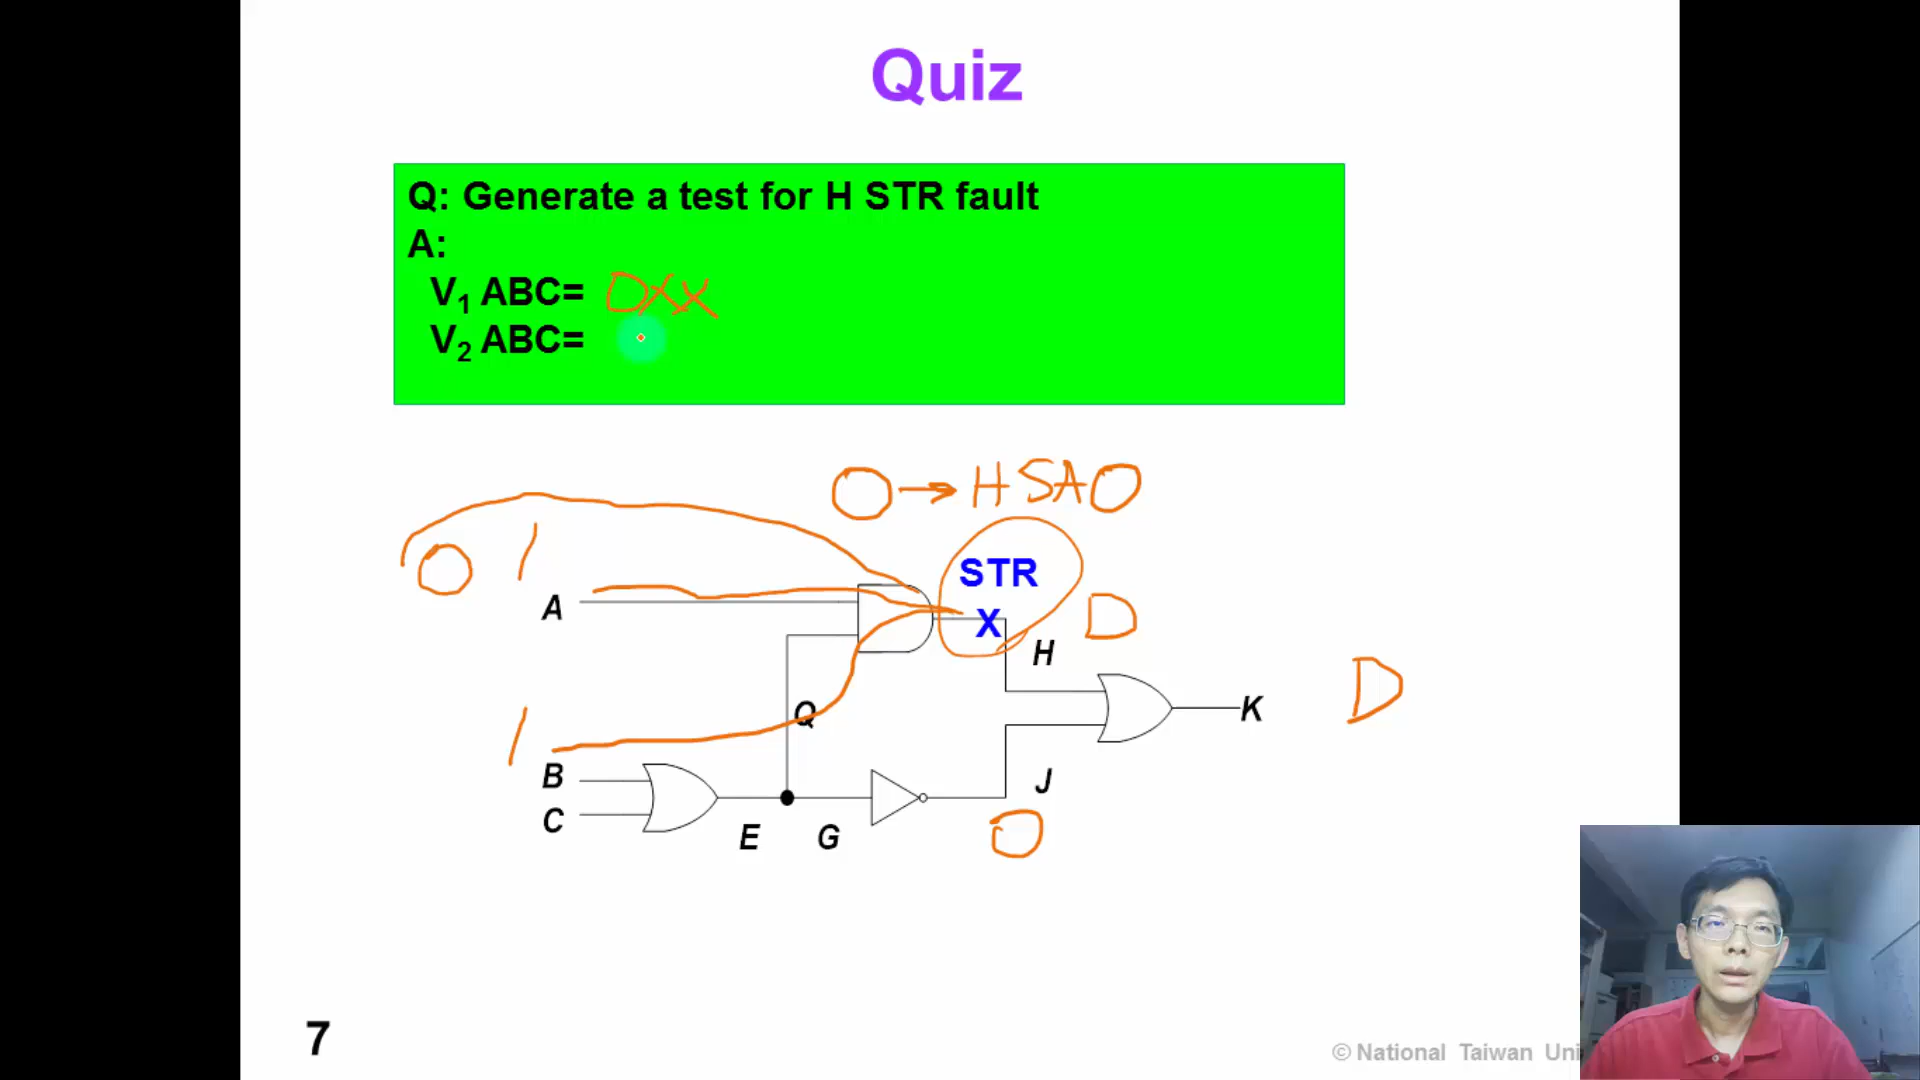 Quiz
Q: Generate a test for H STR fault
A:
V1 ABC= 0XX
V2 ABC=
0 → H SA0
0 1
STR
A
X
D
H
D
Q
K
1
B
J
C
0
E
G
7
© National Taiwan Uni